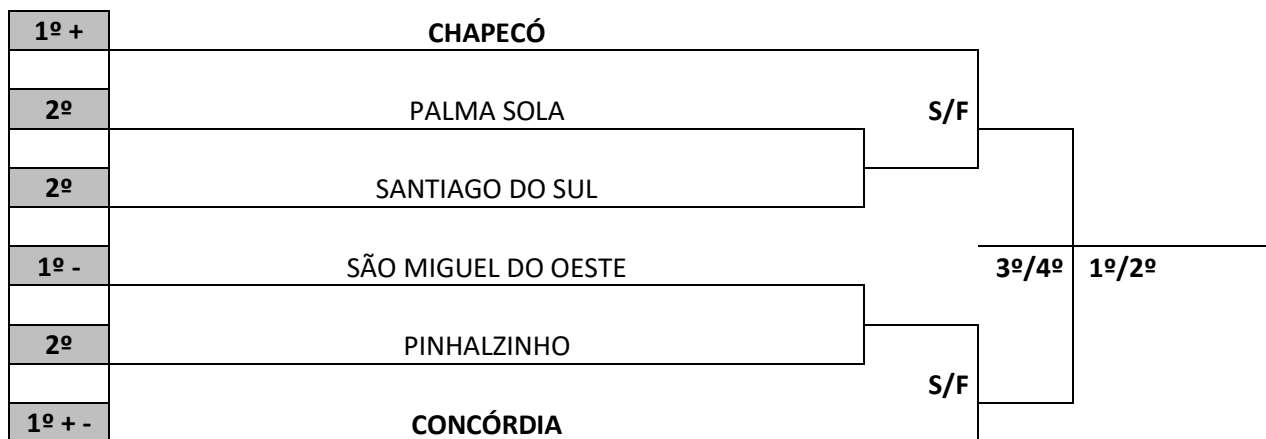 1º + CHAPECÓ
2º PALMA SOLA S/F
2º SANTIAGO DO SUL
1º - SÃO MIGUEL DO OESTE 3º/4º 1º/2º
2º PINHALZINHO
S/F
1º + - CONCÓRDIA